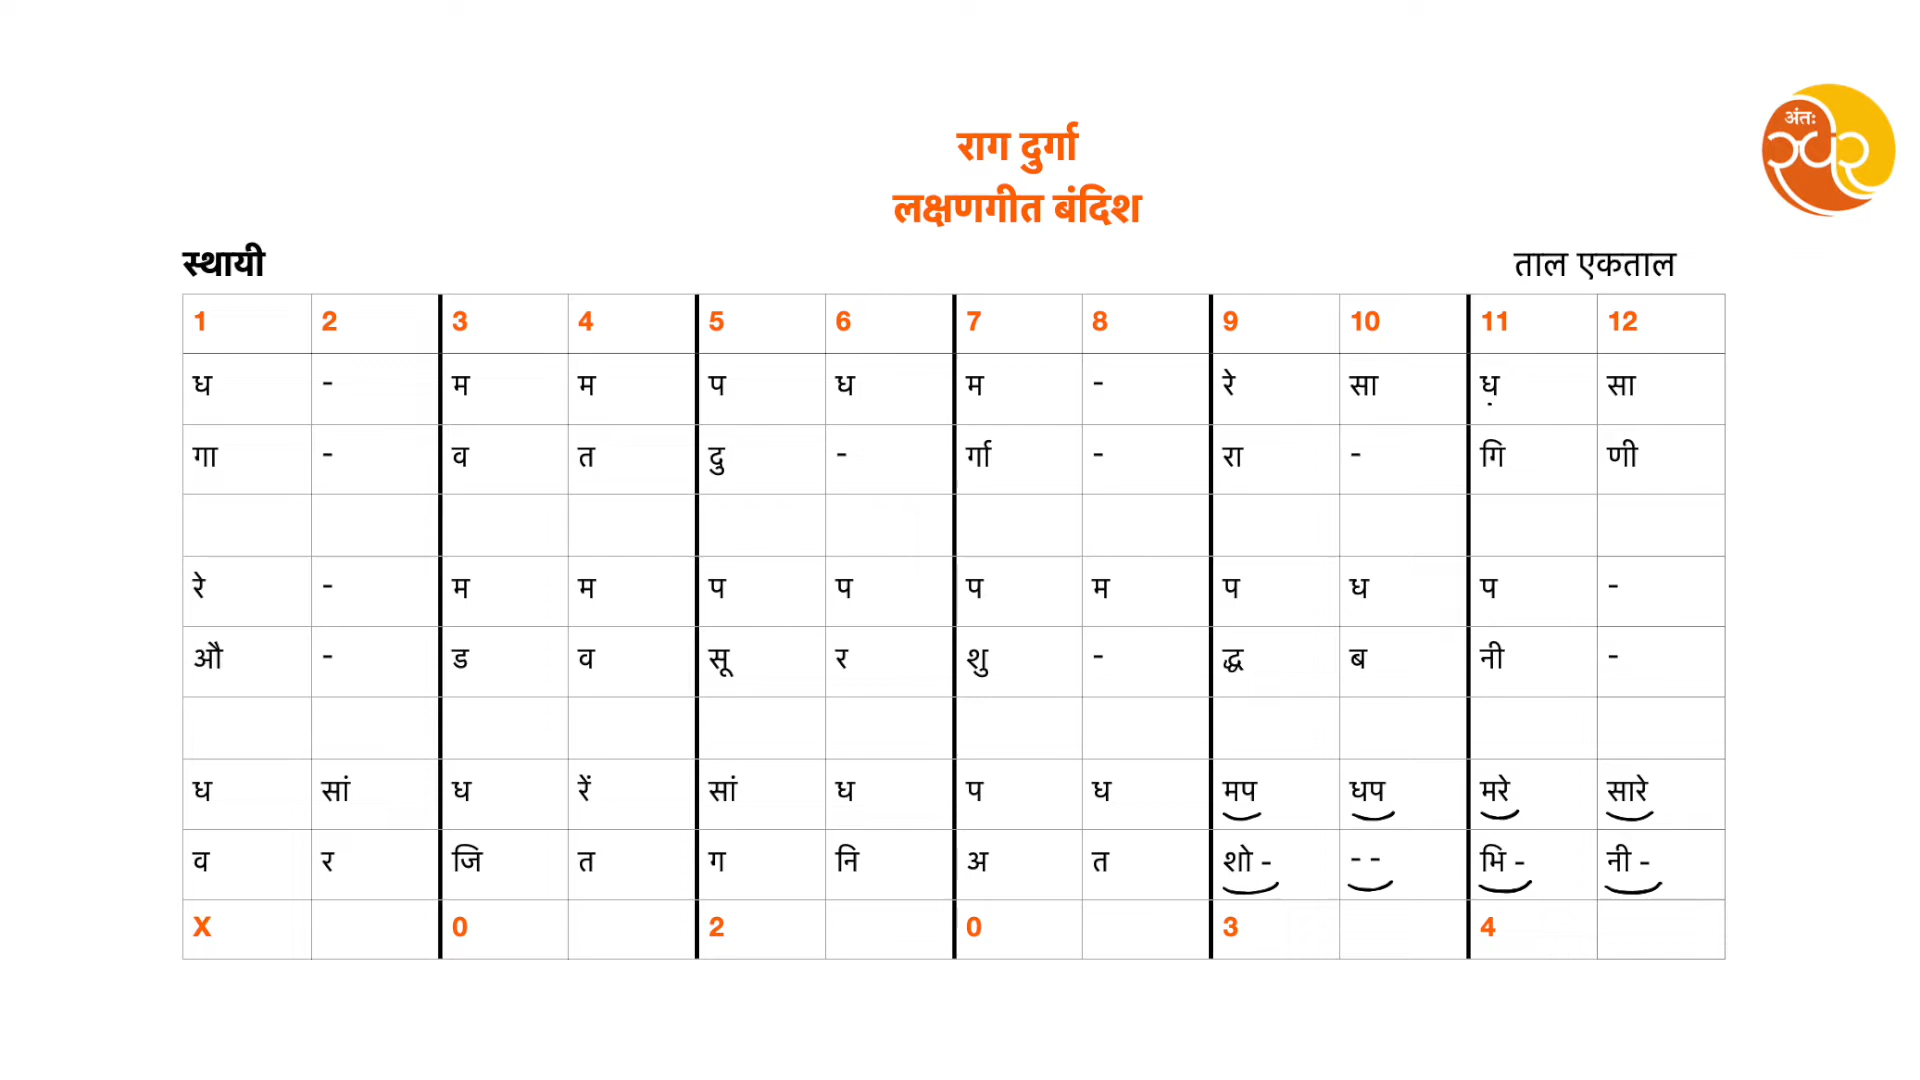 अंतः
स्वर
राग दुर्गा
लक्षणगीत बंदिश
स्थायी ताल एकताल
1 2 3 4 5 6 7 8 9 10 11 12
ध - म म प ध म - रे सा ध़ सा
गा - व त दु - र्गा - रा - गि णी
रे - म म प प प म प ध प -
औ - ड व सू र शु - द्ध ब नी -
ध सां ध रें सां ध प ध मप धप मरे सारे
व र जि त ग नि अ त शो - - - भि - नी -
X 0 2 0 3 4